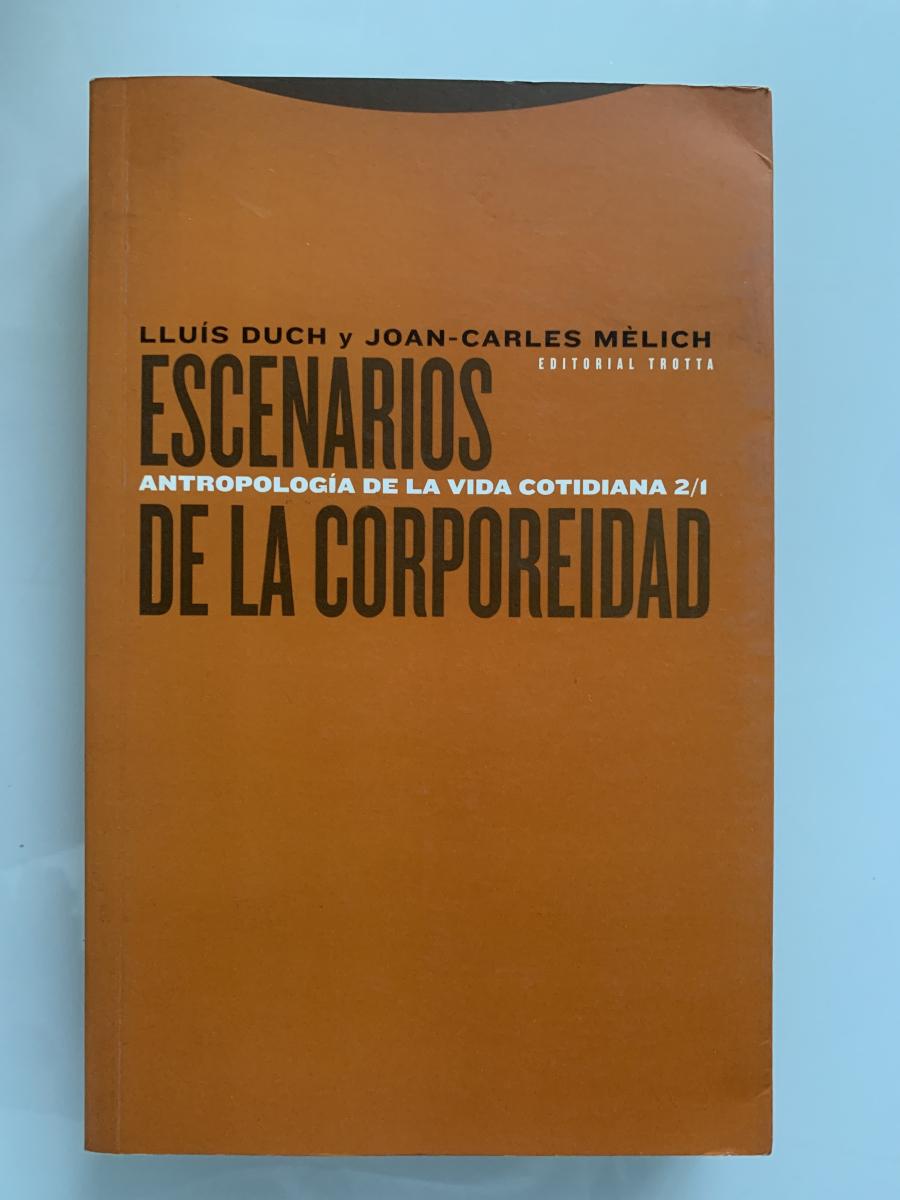 LLUÍS DUCH y JOAN-CARLES MÈLICH
EDITORIAL TROTTA
ESCENARIOS
ANTROPOLOGÍA DE LA VIDA COTIDIANA 2/1
DE LA CORPOREIDAD